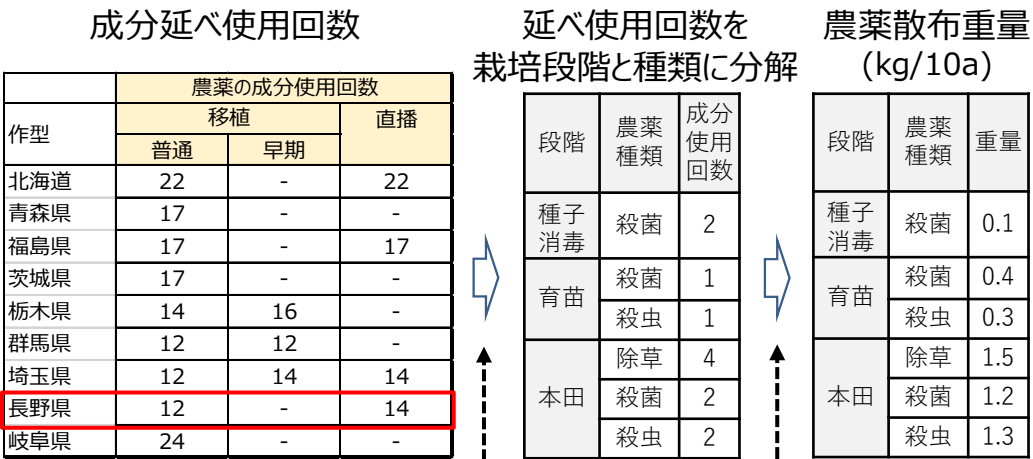 成分延べ使用回数
農薬の成分使用回数
作型 移植 直播
普通 早期
北海道 22 - 22
青森県 17 - -
福島県 17 - 17
茨城県 17 - -
栃木県 14 16 -
群馬県 12 12 -
埼玉県 12 14 14
長野県 12 - 14
岐阜県 24 - -
延べ使用回数を
栽培段階と種類に分解
段階 農薬種類 成分使用回数
種子消毒 殺菌 2
育苗 殺菌 1
殺虫 1
本田 除草 4
殺菌 2
殺虫 2
農薬散布重量
(kg/10a)
段階 農薬種類 重量
種子消毒 殺菌 0.1
育苗 殺菌 0.4
殺虫 0.3
本田 除草 1.5
殺菌 1.2
殺虫 1.3